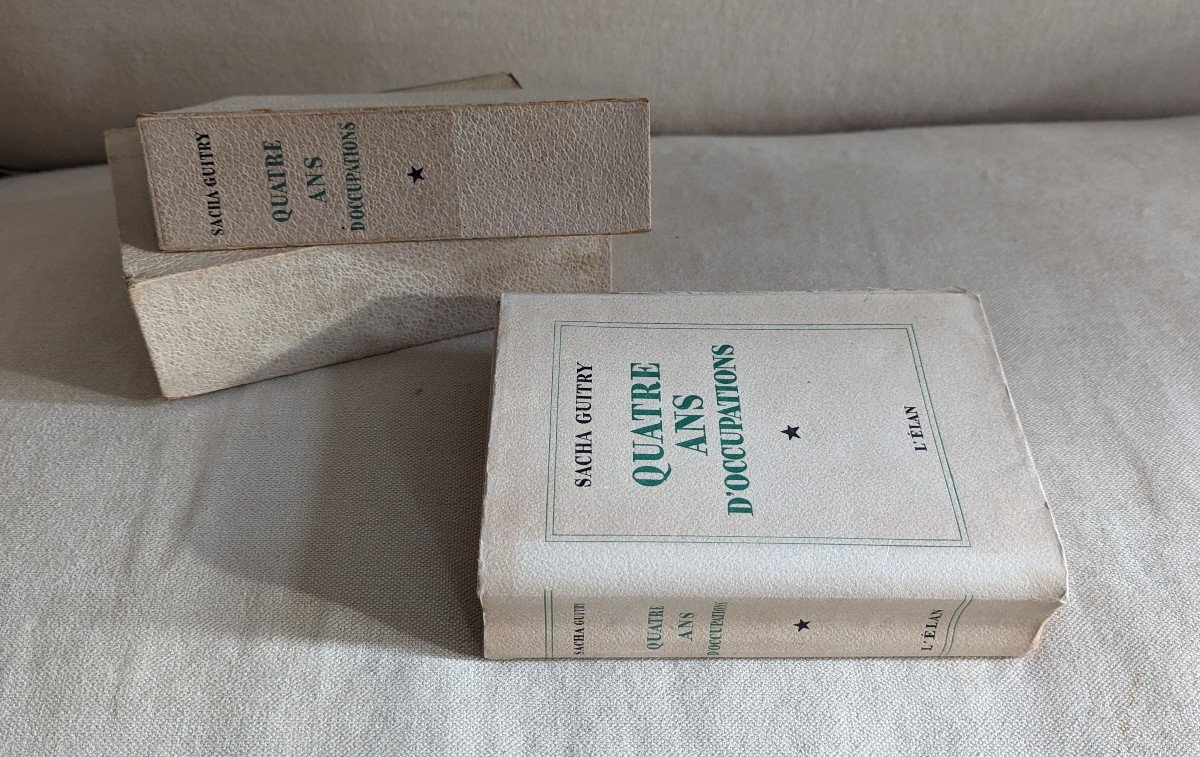 SACHA GUITRY
QUATRE
ANS
D'OCCUPATIONS
★
SACHA GUITRY
QUATRE
ANS
D'OCCUPATIONS
★
L'ÉLAN
SACHA GUITRY
QUATRE
ANS
D'OCCUPATIONS
★
L'ÉLAN